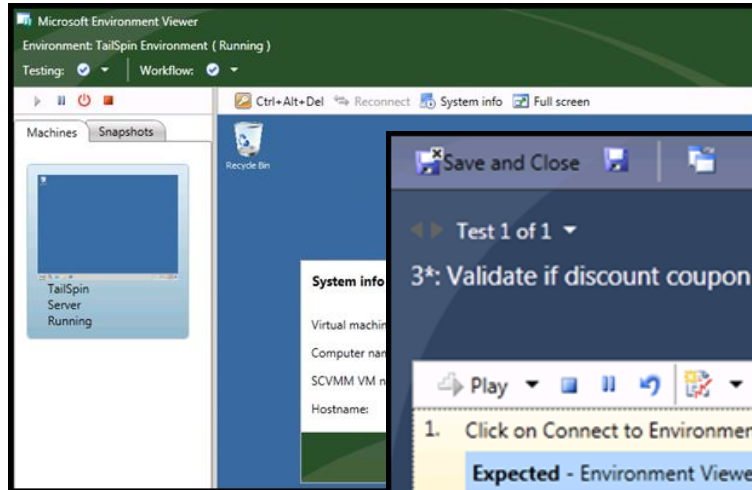 Microsoft Environment Viewer
Environment: TailSpin Environment ( Running )
Testing:
Workflow:
Ctrl+Alt+Del Reconnect System info Full screen
Machines Snapshots
Recycle Bin
TailSpin
Server
Running
System info
Virtual machin
Computer nam
SCVMM VM n
Hostname:
Save and Close
Test 1 of 1
3*: Validate if discount coupon
Play
1. Click on Connect to Environmen
Expected - Environment Viewe